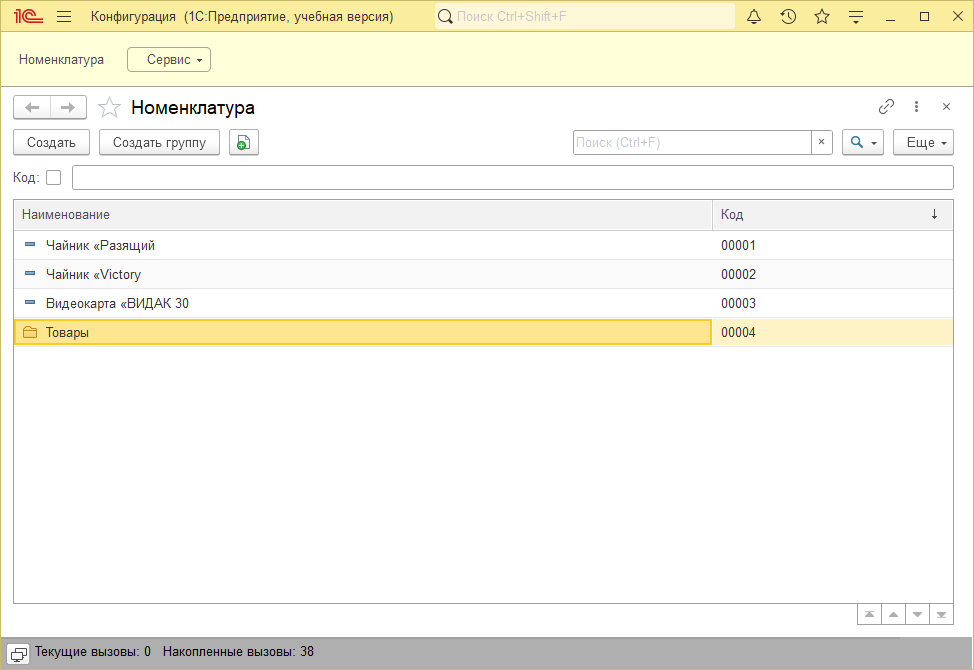 1С Конфигурация (1С:Предприятие, учебная версия) Поиск Ctrl+Shift+F
Номенклатура Сервис
Номенклатура
Создать Создать группу Поиск (Ctrl+F) × Еще
Код:
Наименование Код ↓
Чайник «Разящий 00001
Чайник «Victory 00002
Видеокарта «ВИДАК 30 00003
Товары 00004
Текущие вызовы: 0 Накопленные вызовы: 38